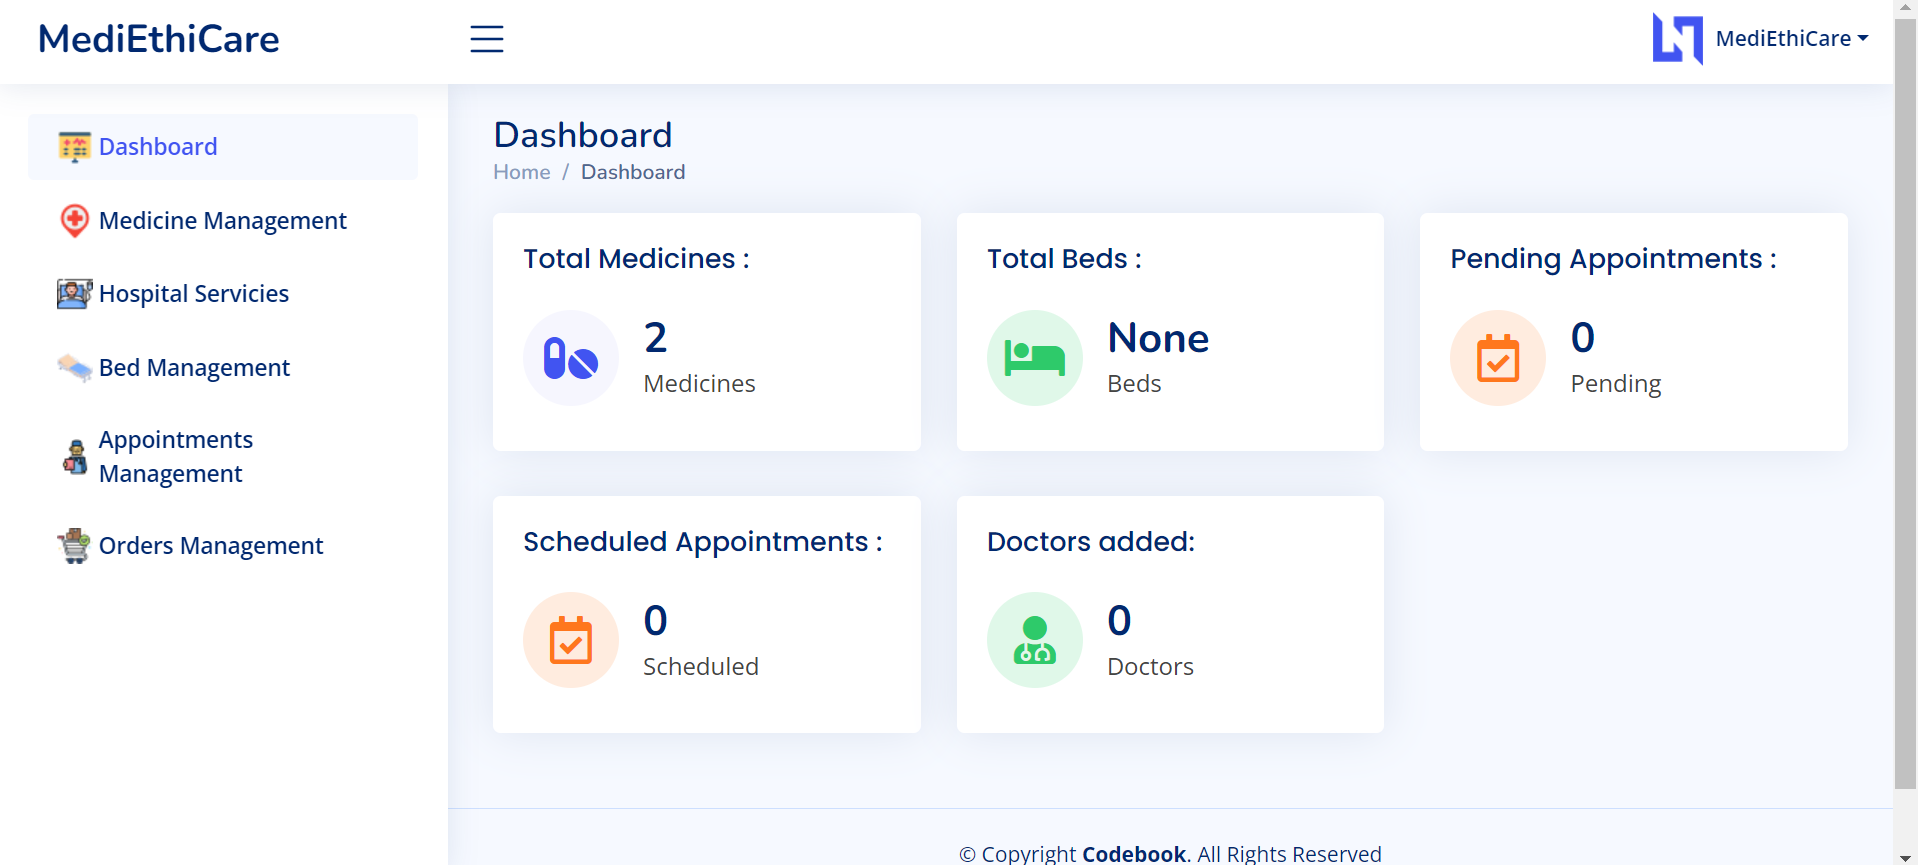 MediEthiCare
MediEthiCare
Dashboard
Medicine Management
Hospital Servicies
Bed Management
Appointments
Management
Orders Management
Dashboard
Home / Dashboard
Total Medicines :
2
Medicines
Total Beds :
None
Beds
Pending Appointments :
0
Pending
Scheduled Appointments :
0
Scheduled
Doctors added:
0
Doctors
© Copyright Codebook. All Rights Reserved